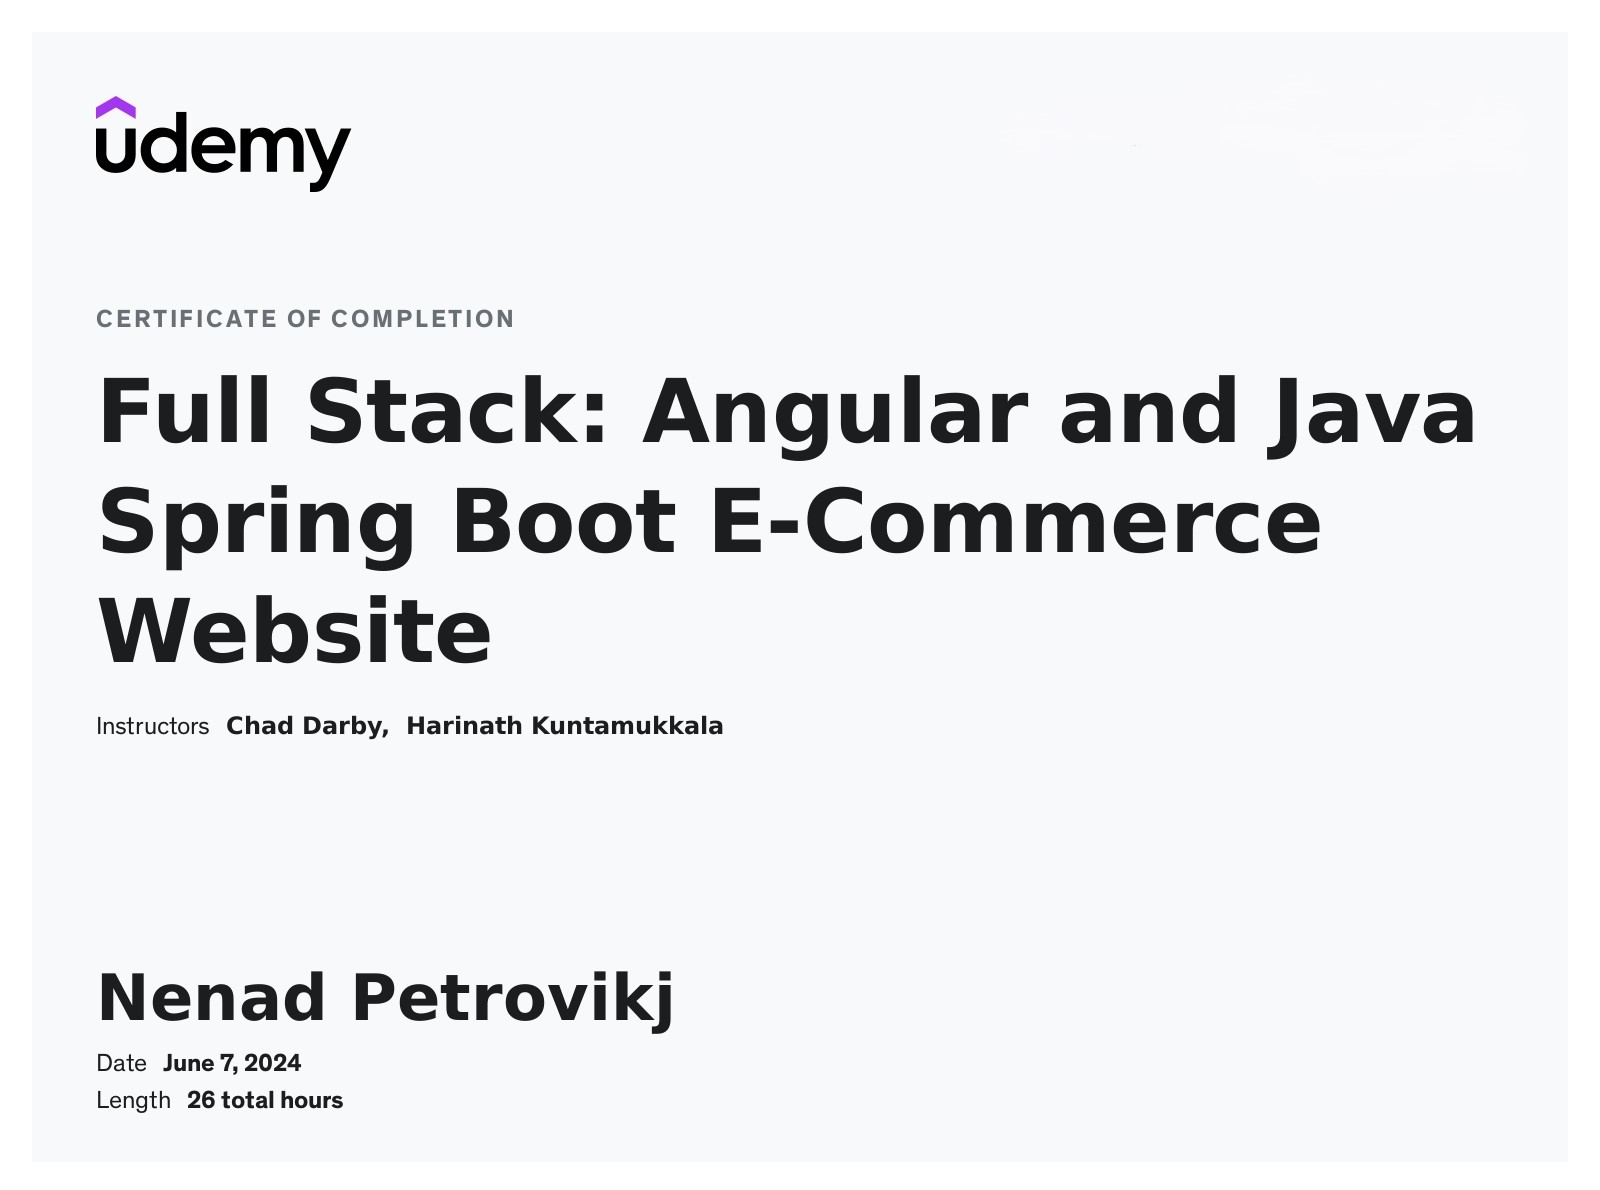 udemy
CERTIFICATE OF COMPLETION
Full Stack: Angular and Java
Spring Boot E-Commerce
Website
Instructors Chad Darby, Harinath Kuntamukkala
Nenad Petrovikj
Date June 7, 2024
Length 26 total hours